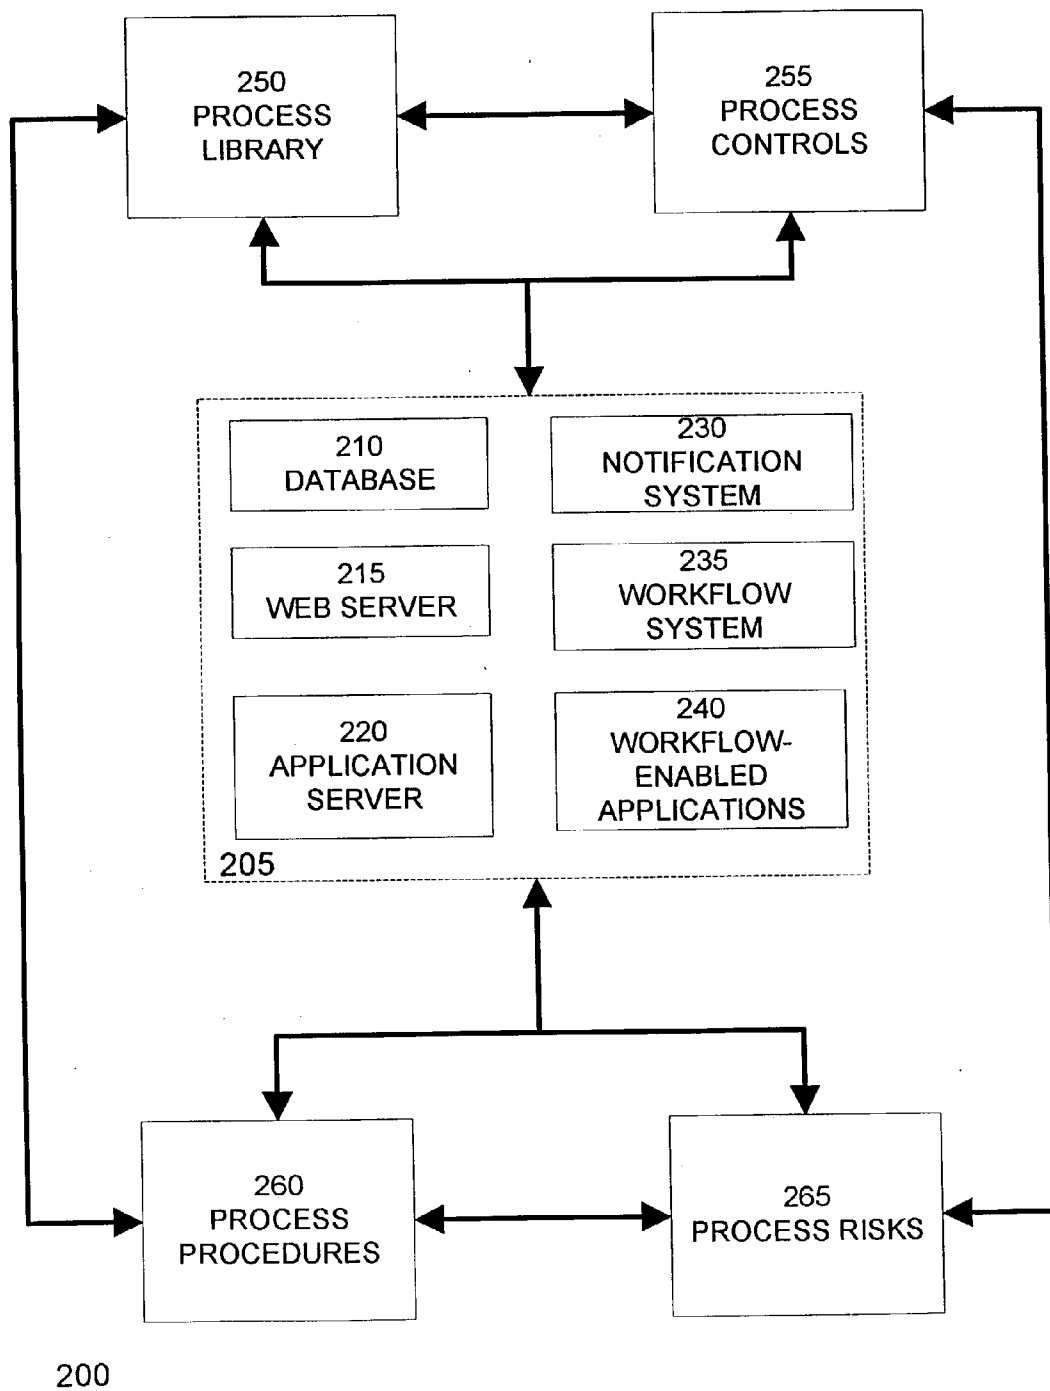 250
PROCESS
LIBRARY
255
PROCESS
CONTROLS
210
DATABASE
230
NOTIFICATION
SYSTEM
215
WEB SERVER
235
WORKFLOW
SYSTEM
220
APPLICATION
SERVER
240
WORKFLOW-
ENABLED
APPLICATIONS
205
260
PROCESS
PROCEDURES
265
PROCESS RISKS
200